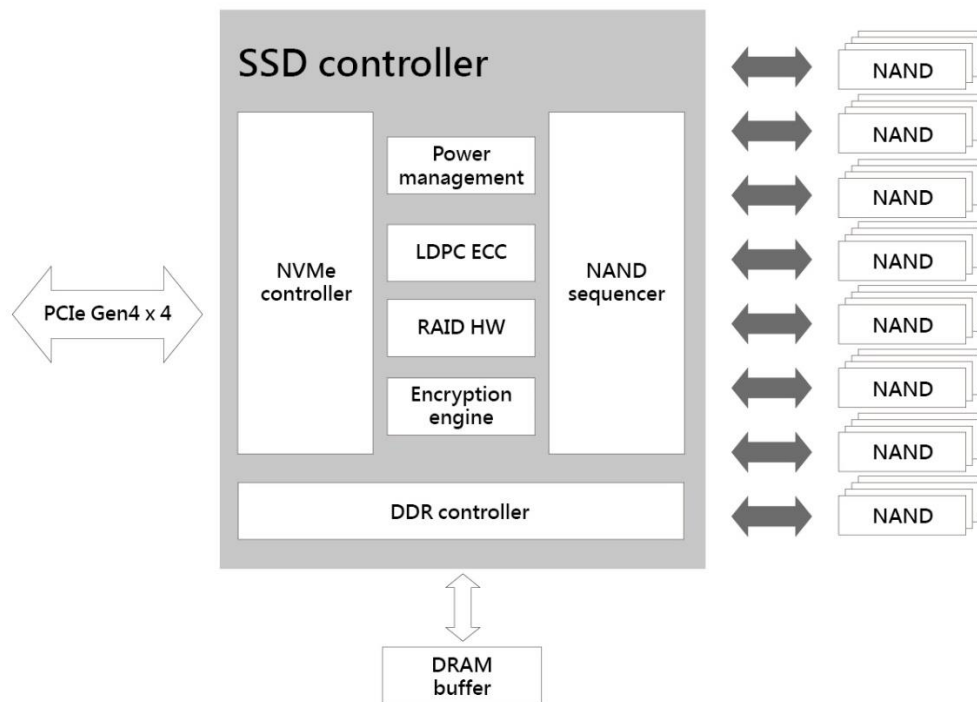 SSD controller
PCIe Gen4 x 4
NVMe
controller
Power
management
LDPC ECC
RAID HW
Encryption
engine
NAND
sequencer
DDR controller
DRAM
buffer
NAND
NAND
NAND
NAND
NAND
NAND
NAND
NAND